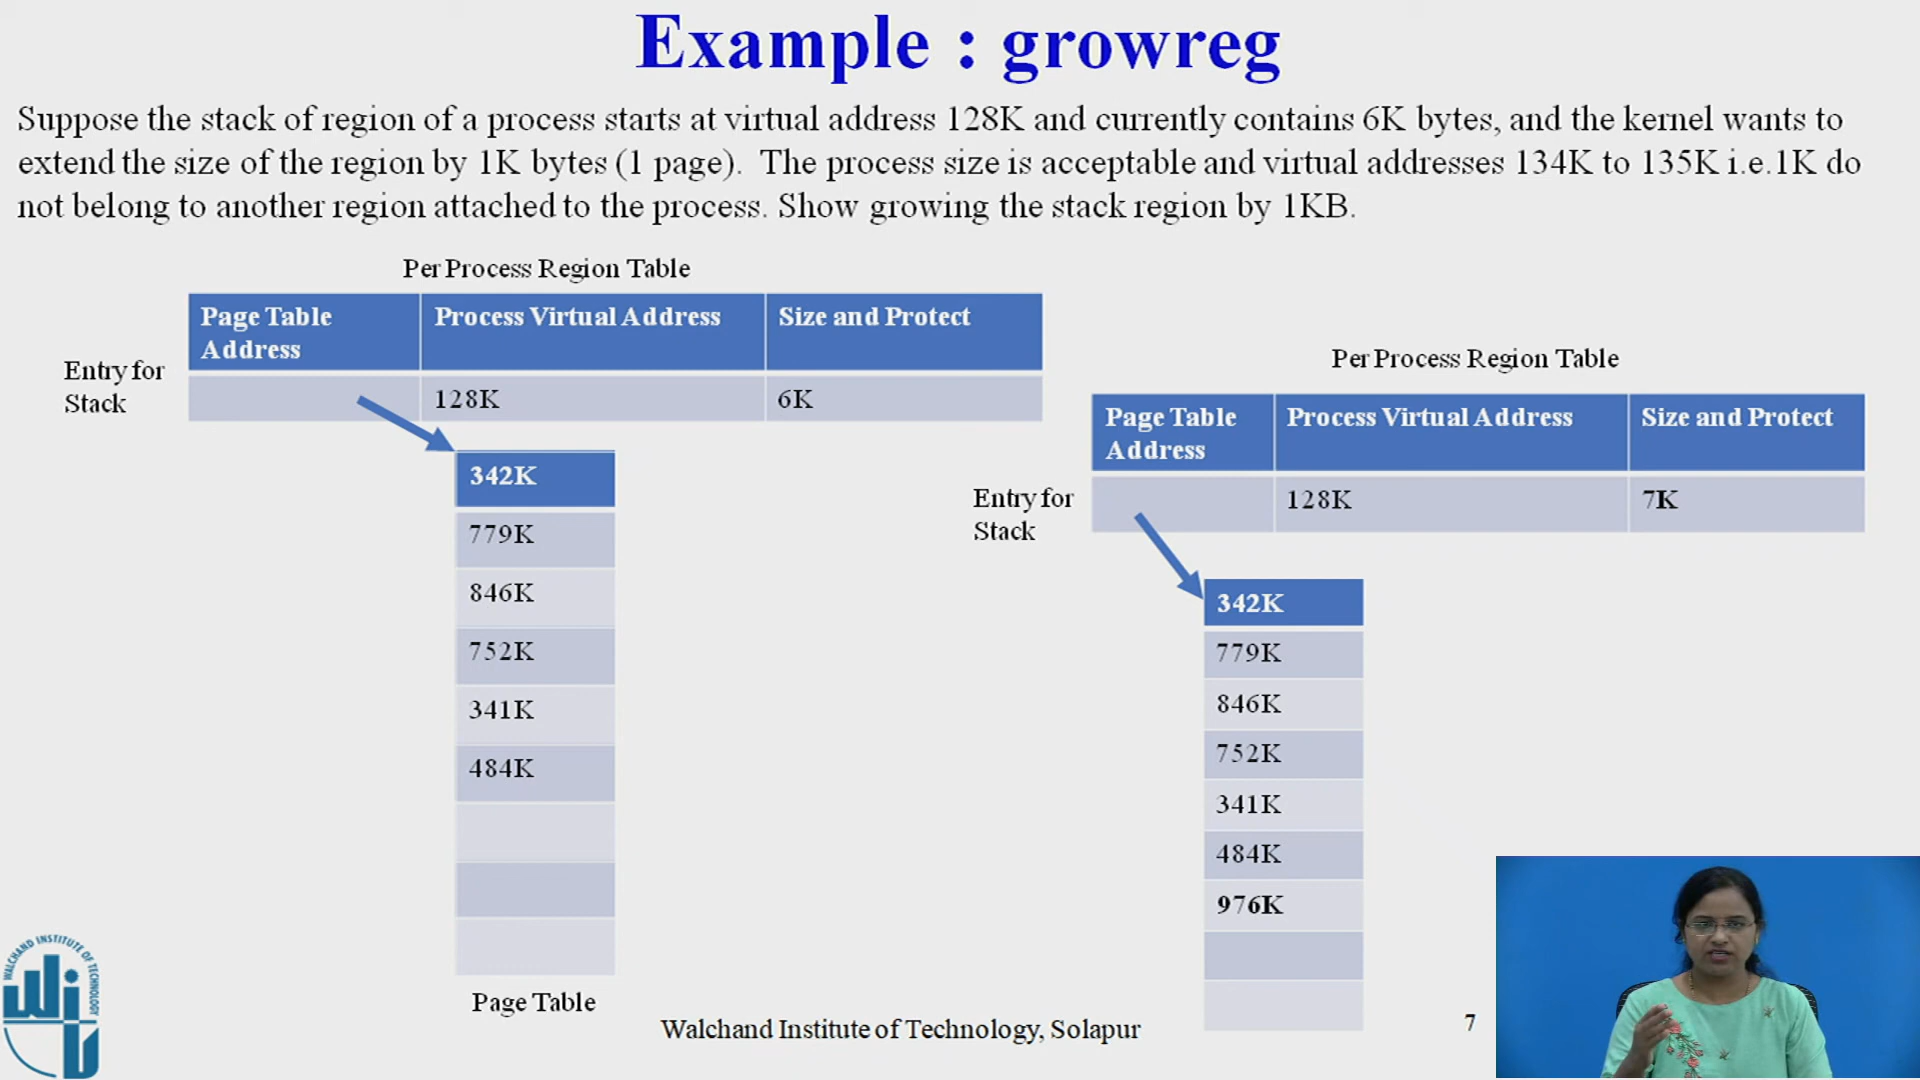 Example : growreg
Suppose the stack of region of a process starts at virtual address 128K and currently contains 6K bytes, and the kernel wants to
extend the size of the region by 1K bytes (1 page). The process size is acceptable and virtual addresses 134K to 135K i.e.1K do
not belong to another region attached to the process. Show growing the stack region by 1KB.
Per Process Region Table
Page Table Address
Process Virtual Address
Size and Protect
Entry for
Stack
128K
6K
342K
779K
846K
752K
341K
484K
Page Table
Per Process Region Table
Page Table Address
Process Virtual Address
Size and Protect
Entry for
Stack
128K
7K
342K
779K
846K
752K
341K
484K
976K
WALCHAND INSTITUTE OF TECHNOLOGY
WIT
Walchand Institute of Technology, Solapur
7